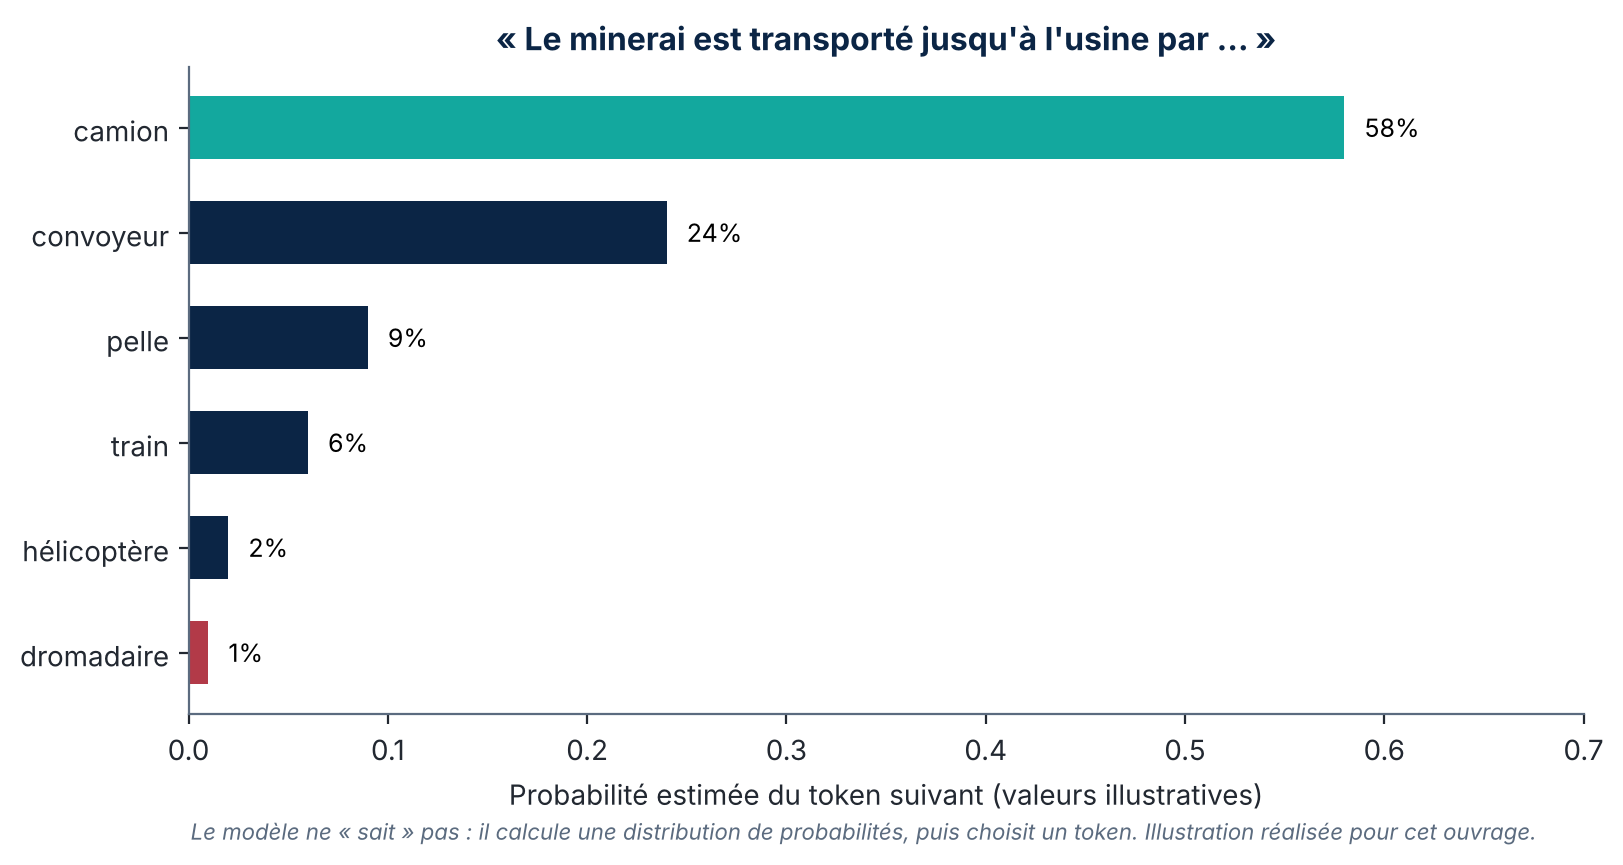 « Le minerai est transporté jusqu'à l'usine par … »
camion
58%
convoyeur
24%
pelle
9%
train
6%
hélicoptère
2%
dromadaire
1%
0.0 0.1 0.2 0.3 0.4 0.5 0.6 0.7
Probabilité estimée du token suivant (valeurs illustratives)
Le modèle ne « sait » pas : il calcule une distribution de probabilités, puis choisit un token. Illustration réalisée pour cet ouvrage.